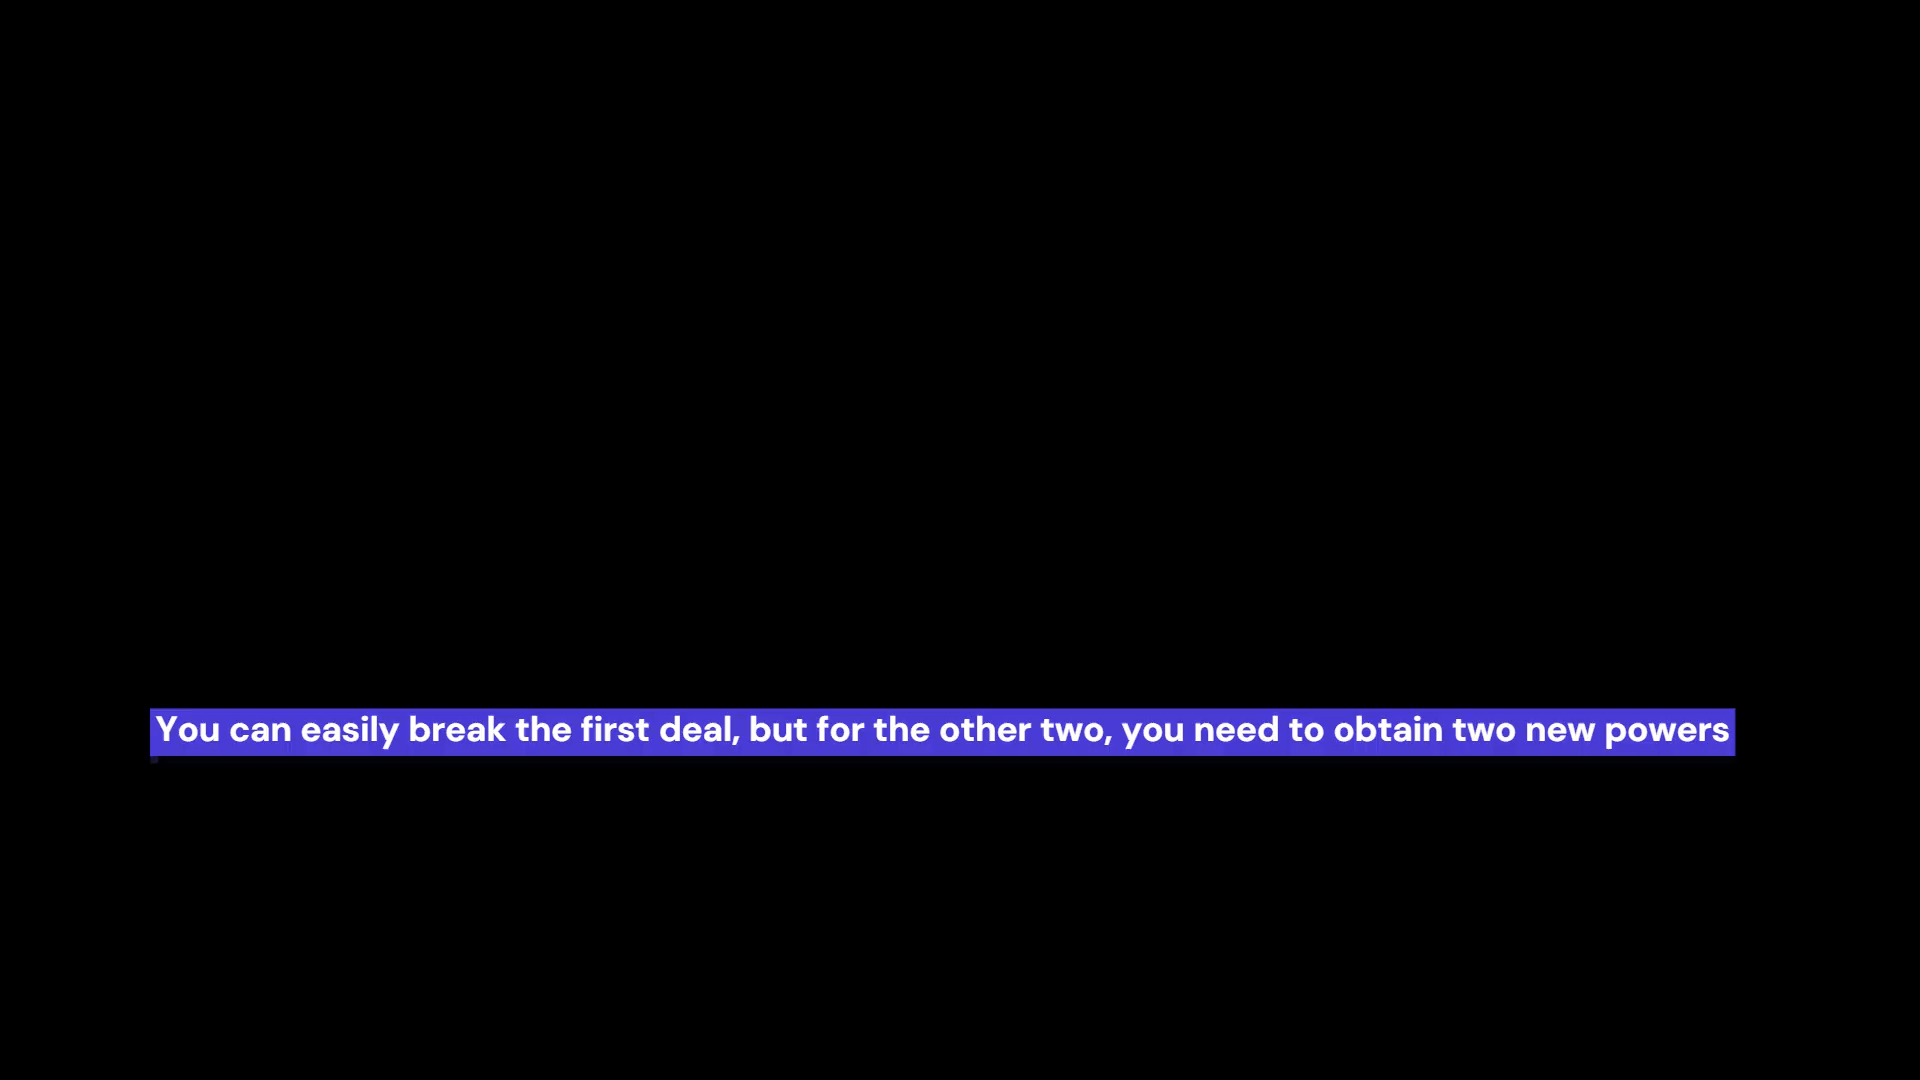 You can easily break the first deal, but for the other two, you need to obtain two new powers